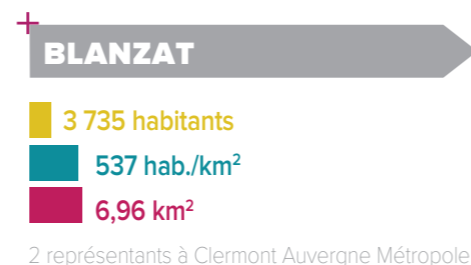 BLANZAT
3 735 habitants
537 hab./km²
6,96 km²
2 représentants à Clermont Auvergne Métropole